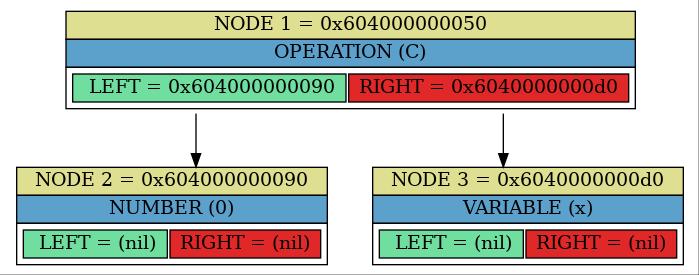 NODE 1 = 0x604000000050
OPERATION (C)
LEFT = 0x604000000090 RIGHT = 0x6040000000d0
NODE 2 = 0x604000000090 NODE 3 = 0x6040000000d0
NUMBER (0) VARIABLE (x)
LEFT = (nil) RIGHT = (nil) LEFT = (nil) RIGHT = (nil)